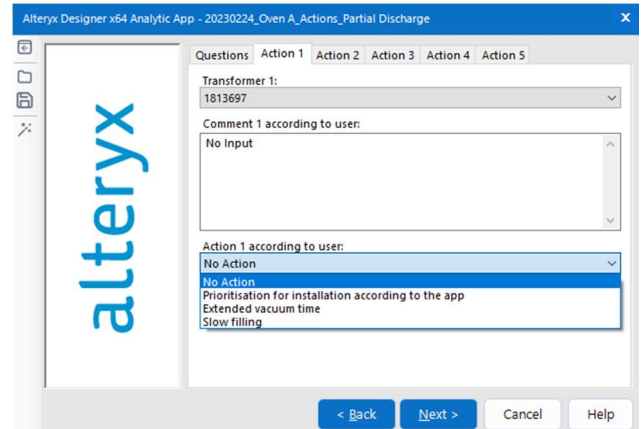 Alteryx Designer x64 Analytic App - 20230224_Oven A_Actions_Partial Discharge
x
Questions Action 1 Action 2 Action 3 Action 4 Action 5
Transformer 1:
1813697
Comment 1 according to user:
No Input
Action 1 according to user:
No Action
No Action
Prioritisation for installation according to the app
Extended vacuum time
Slow filling
alteryx
< Back Next > Cancel Help